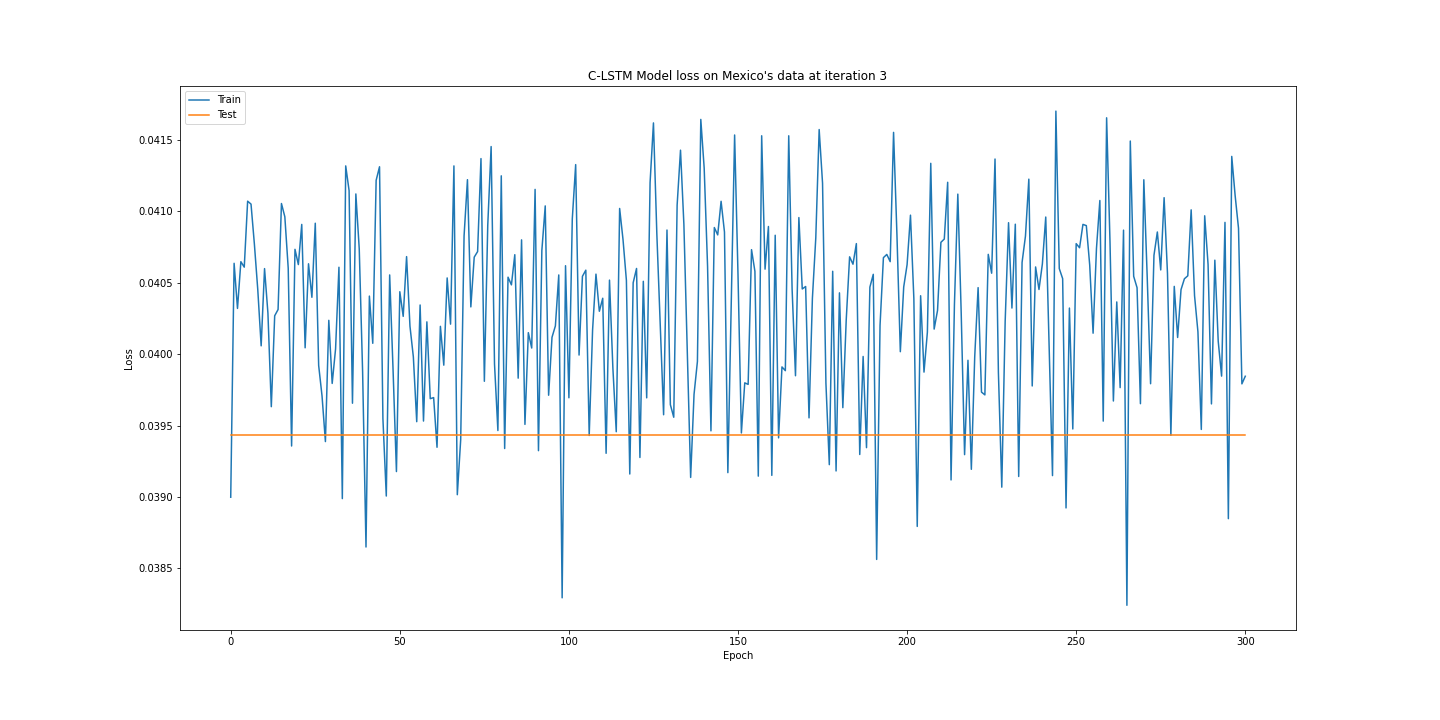 C-LSTM Model loss on Mexico's data at iteration 3
Train
Test
0.0415
0.0410
0.0405
0.0400
0.0395
0.0390
0.0385
Loss
0 50 100 150 200 250 300
Epoch